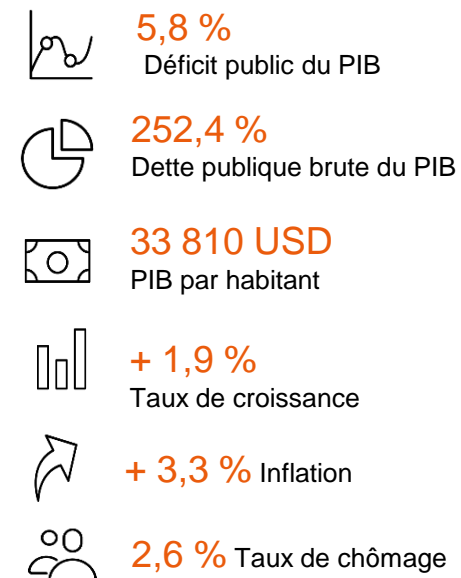 5,8 %
Déficit public du PIB
252,4 %
Dette publique brute du PIB
33 810 USD
PIB par habitant
+ 1,9 %
Taux de croissance
+ 3,3 % Inflation
2,6 % Taux de chômage